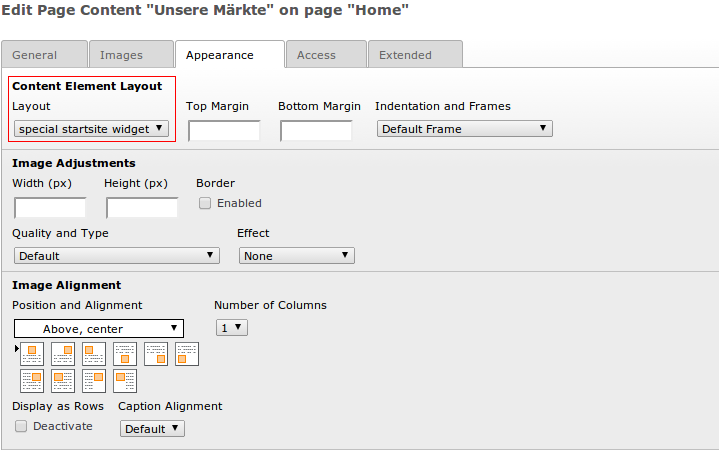 Edit Page Content "Unsere Märkte" on page "Home"
General Images Appearance Access Extended
Content Element Layout
Layout Top Margin Bottom Margin Indentation and Frames
special startsite widget Default Frame
Image Adjustments
Width (px) Height (px) Border
Enabled
Quality and Type Effect
Default None
Image Alignment
Position and Alignment Number of Columns
Above, center 1
Display as Rows Caption Alignment
Deactivate Default